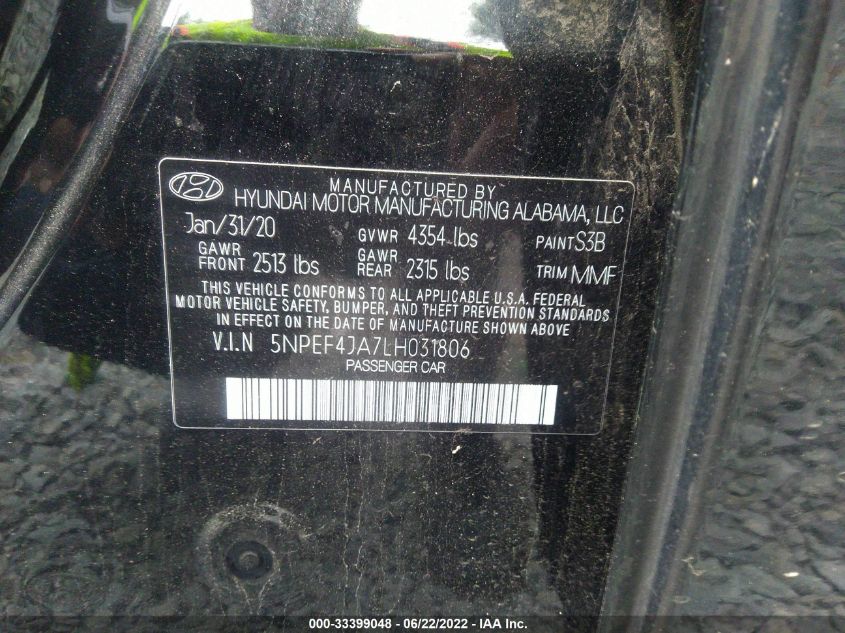 MANUFACTURED BY
HYUNDAI MOTOR MANUFACTURING ALABAMA, LLC
Jan/31/20 GVWR 4354 lbs PAINT S3B
GAWR FRONT 2513 lbs GAWR REAR 2315 lbs TRIM MMF
THIS VEHICLE CONFORMS TO ALL APPLICABLE U.S.A. FEDERAL
MOTOR VEHICLE SAFETY, BUMPER, AND THEFT PREVENTION STANDARDS
IN EFFECT ON THE DATE OF MANUFACTURE SHOWN ABOVE
V.I.N 5NPEF4JA7LH031806
PASSENGER CAR
000-33399048 - 06/22/2022 - IAA Inc.